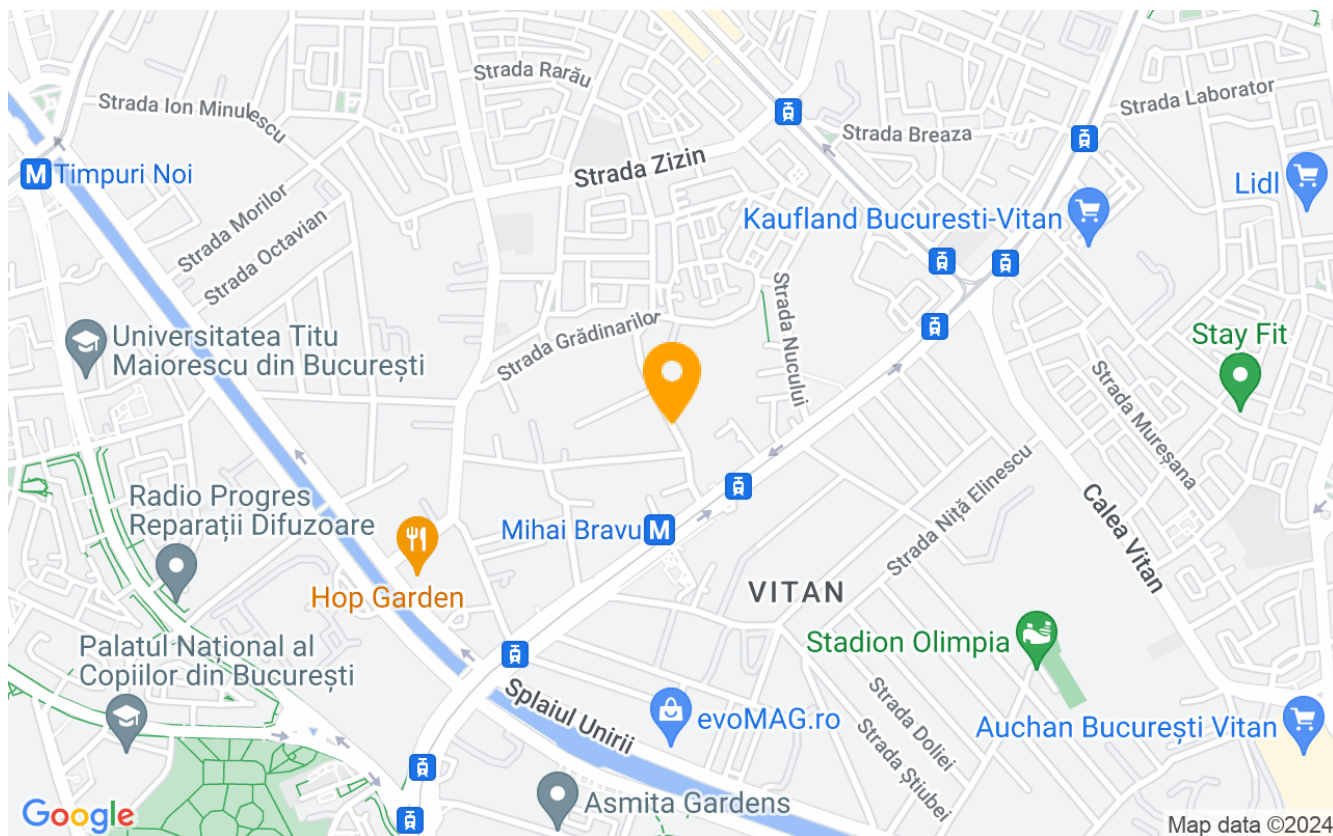 Strada Rarău
Strada Ion Minulescu
Strada Laborator
Strada Breaza
Strada Zizin
Timpuri Noi
Lidl
Strada Morilor
Kaufland Bucuresti-Vitan
Strada Octavian
Strada Nucului
Strada Grădinarilor
Universitatea Titu
Maiorescu din București
Stay Fit
Strada Mureșana
Radio Progres
Reparații Difuzoare
Strada Niță Elinescu
Calea Vitan
Mihai Bravu
M
M
Hop Garden
VITAN
Stadion Olimpia
Palatul Național al
Copiilor din București
Splaiul Unirii
evoMAG.ro
Strada Doliei
Strada Știubei
Auchan București Vitan
Asmita Gardens
Google
Map data ©2024